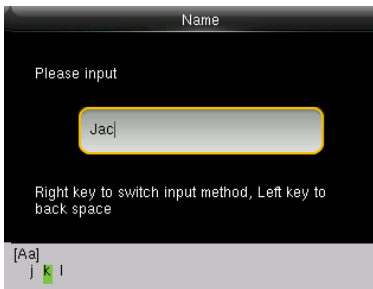 Name
Please input
Jac
Right key to switch input method, Left key to
back space
[Aa]
j k l